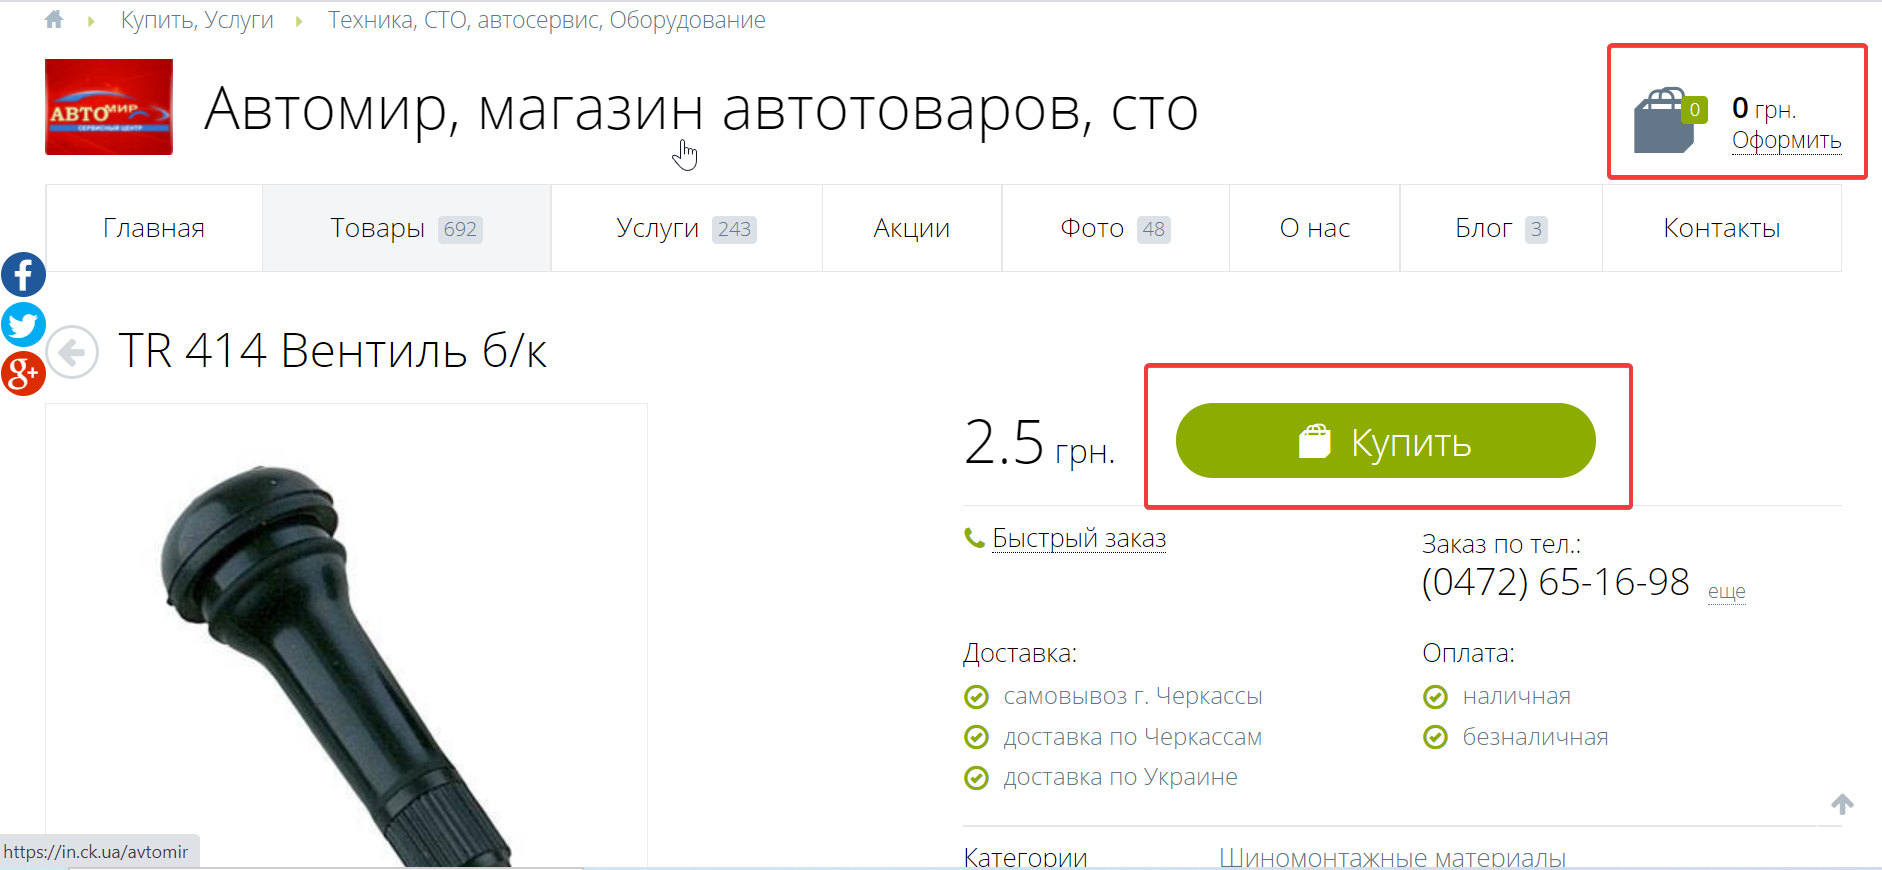 Купить, Услуги Техника, СТО, автосервис, Оборудование
АВТОМИР
СЕРВИСНЫЙ ЦЕНТР
Автомир, магазин автотоваров, сто
0
0 грн.
Оформить
Главная Товары 692 Услуги 243 Акции Фото 48 О нас Блог 3 Контакты
TR 414 Вентиль б/к
2.5 грн. Купить
Быстрый заказ
Заказ по тел.:
(0472) 65-16-98 еще
Доставка:
самовывоз г. Черкассы
доставка по Черкассам
доставка по Украине
Оплата:
наличная
безналичная
https://in.ck.ua/avtomir
Категории Шиномонтажные материалы